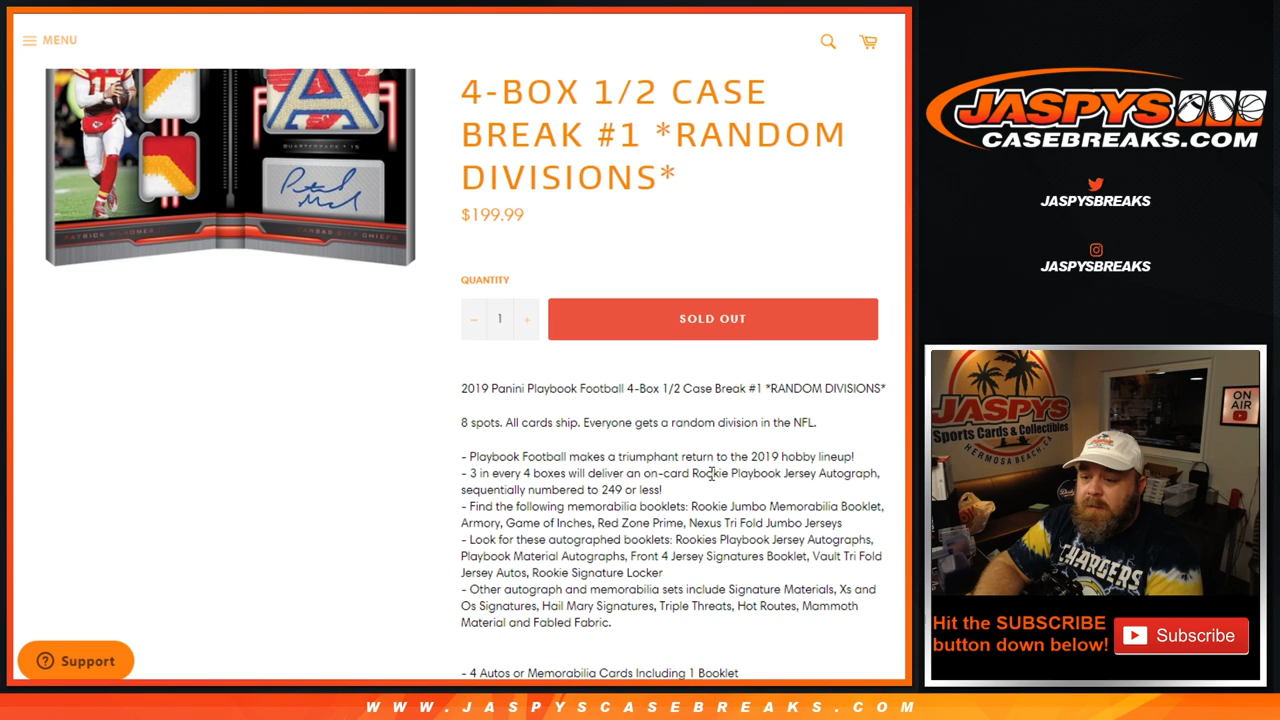 MENU
4-BOX 1/2 CASE
BREAK #1 *RANDOM
DIVISIONS*
$199.99
QUARTERBACK • 15
QUANTITY
− 1 +
SOLD OUT
2019 Panini Playbook Football 4-Box 1/2 Case Break #1 *RANDOM DIVISIONS*
8 spots. All cards ship. Everyone gets a random division in the NFL.
- Playbook Football makes a triumphant return to the 2019 hobby lineup!
- 3 in every 4 boxes will deliver an on-card Rookie Playbook Jersey Autograph,
sequentially numbered to 249 or less!
- Find the following memorabilia booklets: Rookie Jumbo Memorabilia Booklet,
Armory, Game of Inches, Red Zone Prime, Nexus Tri Fold Jumbo Jerseys
- Look for these autographed booklets: Rookies Playbook Jersey Autographs,
Playbook Material Autographs, Front 4 Jersey Signatures Booklet, Vault Tri Fold
Jersey Autos, Rookie Signature Locker
- Other autograph and memorabilia sets include Signature Materials, Xs and
Os Signatures, Hail Mary Signatures, Triple Threats, Hot Routes, Mammoth
Material and Fabled Fabric.
- 4 Autos or Memorabilia Cards Including 1 Booklet
Support
JASPYS
CASEBREAKS.COM
JASPYSBREAKS
JASPYSBREAKS
JASPYS
Sports Cards & Collectibles
HERMOSA BEACH, CA
ON
AIR
CHARGERS
Hit the SUBSCRIBE
button down below!
Subscribe
WWW.JASPYSCASEBREAKS.COM